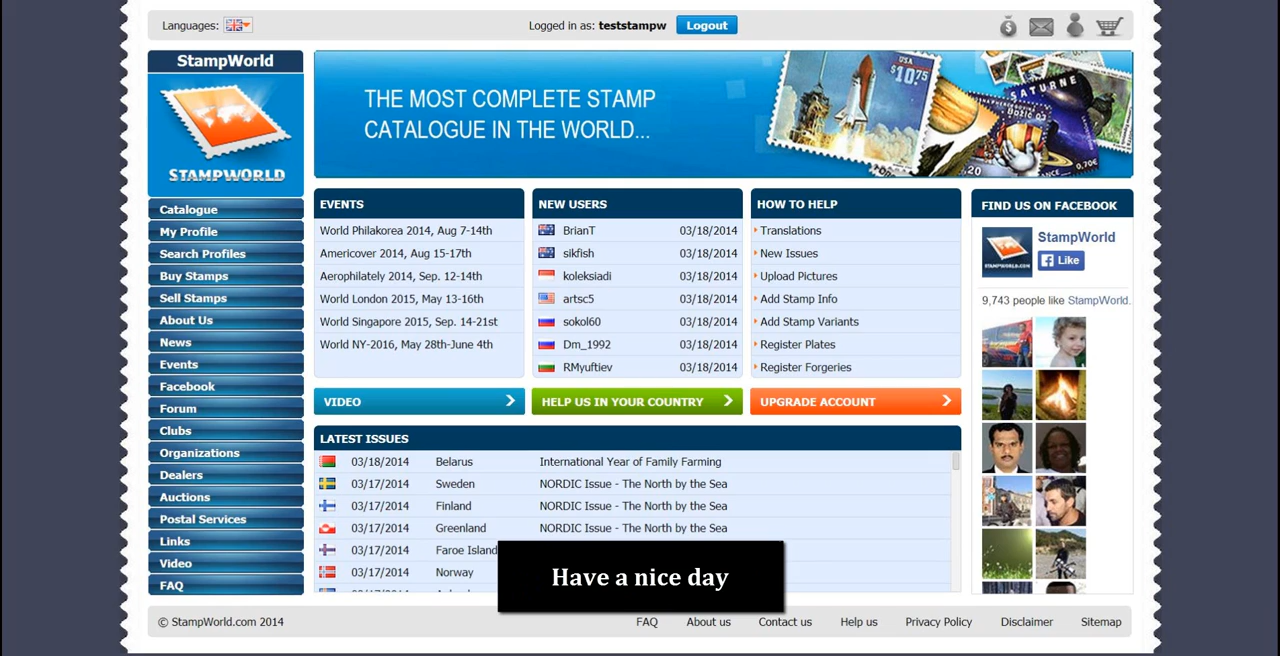 Languages:
Logged in as: teststampw
Logout
StampWorld
STAMPWORLD
THE MOST COMPLETE STAMP
CATALOGUE IN THE WORLD...
USA
$10.75
SATURNE
0.70€
Catalogue
My Profile
Search Profiles
Buy Stamps
Sell Stamps
About Us
News
Events
Facebook
Forum
Clubs
Organizations
Dealers
Auctions
Postal Services
Links
Video
FAQ
EVENTS
World Philakorea 2014, Aug 7-14th
Americover 2014, Aug 15-17th
Aerophilately 2014, Sep. 12-14th
World London 2015, May 13-16th
World Singapore 2015, Sep. 14-21st
World NY-2016, May 28th-June 4th
NEW USERS
BrianT 03/18/2014
sikfish 03/18/2014
koleksiadi 03/18/2014
artsc5 03/18/2014
sokol60 03/18/2014
Dm_1992 03/18/2014
RMyuftiev 03/18/2014
HOW TO HELP
Translations
New Issues
Upload Pictures
Add Stamp Info
Add Stamp Variants
Register Plates
Register Forgeries
FIND US ON FACEBOOK
STAMPWORLD.COM
StampWorld
Like
9,743 people like StampWorld.
VIDEO
HELP US IN YOUR COUNTRY
UPGRADE ACCOUNT
LATEST ISSUES
03/18/2014 Belarus International Year of Family Farming
03/17/2014 Sweden NORDIC Issue - The North by the Sea
03/17/2014 Finland NORDIC Issue - The North by the Sea
03/17/2014 Greenland NORDIC Issue - The North by the Sea
03/17/2014 Faroe Island
03/17/2014 Norway
Have a nice day
© StampWorld.com 2014
FAQ About us Contact us Help us Privacy Policy Disclaimer Sitemap